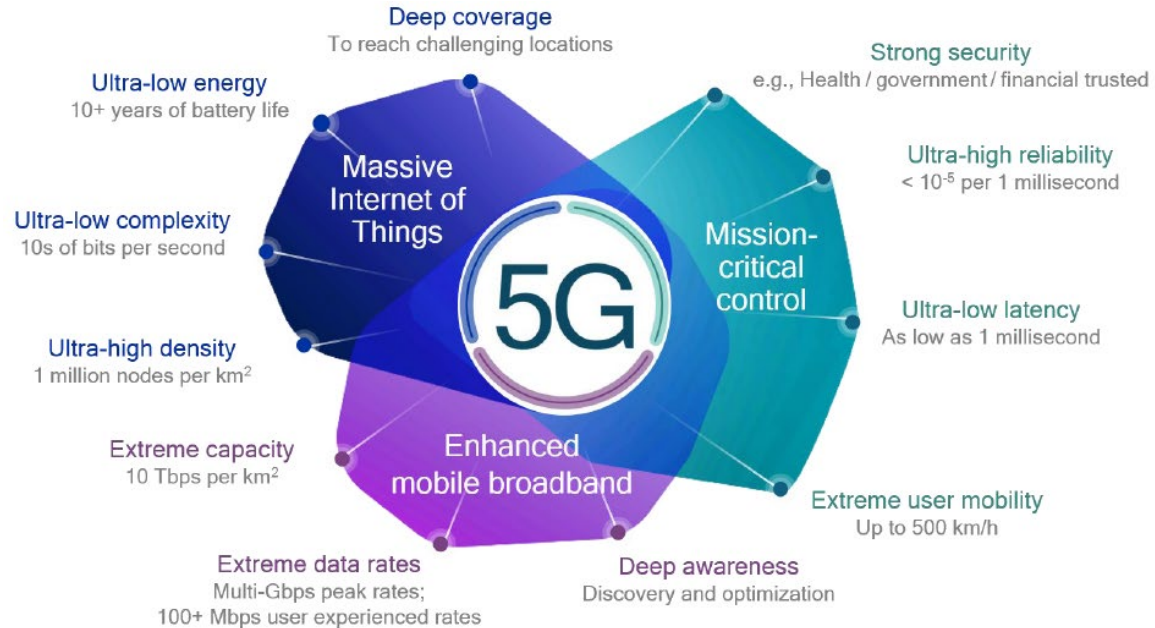 Deep coverage
To reach challenging locations
Ultra-low energy
10+ years of battery life
Ultra-low complexity
10s of bits per second
Ultra-high density
1 million nodes per km²
Massive
Internet of
Things
Strong security
e.g., Health / government / financial trusted
Ultra-high reliability
< 10⁻⁵ per 1 millisecond
Ultra-low latency
As low as 1 millisecond
Extreme user mobility
Up to 500 km/h
Mission-
critical
control
5G
Enhanced
mobile broadband
Extreme capacity
10 Tbps per km²
Extreme data rates
Multi-Gbps peak rates;
100+ Mbps user experienced rates
Deep awareness
Discovery and optimization